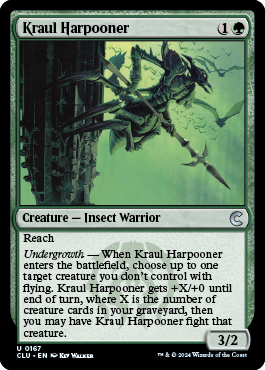 Kraul Harpooner 1
Creature — Insect Warrior
Reach
Undergrowth — When Kraul Harpooner
enters the battlefield, choose up to one
target creature you don't control with
flying. Kraul Harpooner gets +X/+0 until
end of turn, where X is the number of
creature cards in your graveyard, then
you may have Kraul Harpooner fight that
creature.
3/2
U 0167
CLU • EN Kev Walker
™ & © 2024 Wizards of the Coast